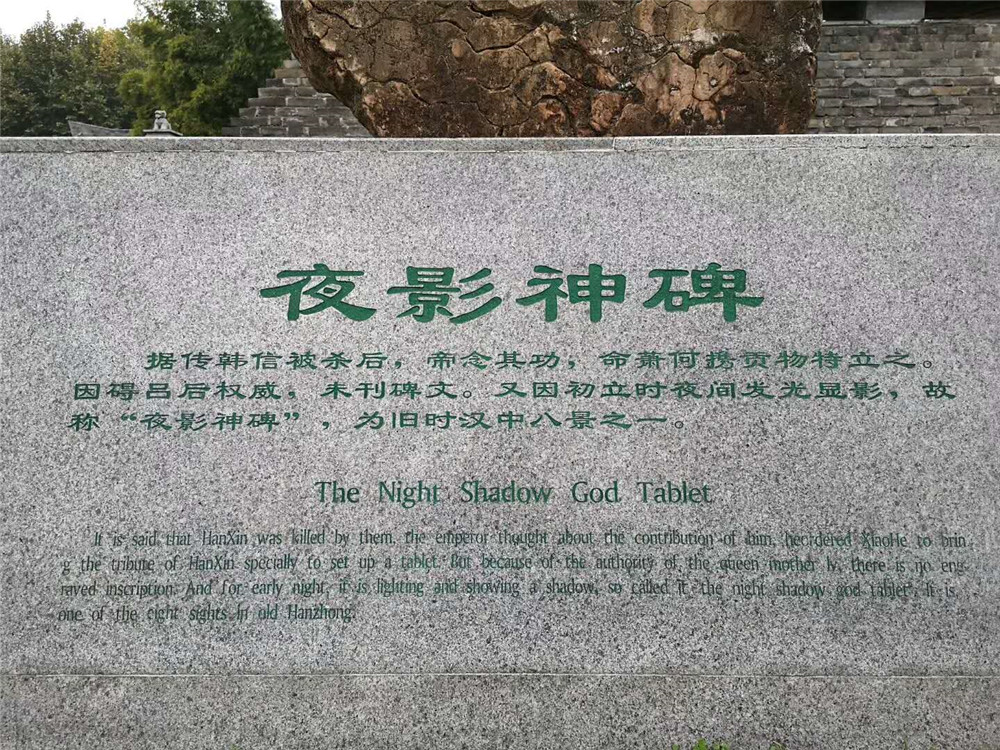 夜影神碑
据传韩信被杀后，帝念其功，命萧何携贡物特立之。
因碍吕后权威，未刊碑文。又因初立时夜间发光显影，故
称“夜影神碑”，为旧时汉中八景之一。
The Night Shadow God Tablet
It is said that HanXin was killed by them, the emperor thought about the contribution of him, heordered XiaoHe to brin
g the tribute of HanXin specially to set up a tablet. But because of the authority of the queen mother lv, there is no eng
raved inscription. And for early night, it is lighting and showing a shadow, so called it "the night shadow god tablet". It is
one of the eight sights in old Hanzhong.